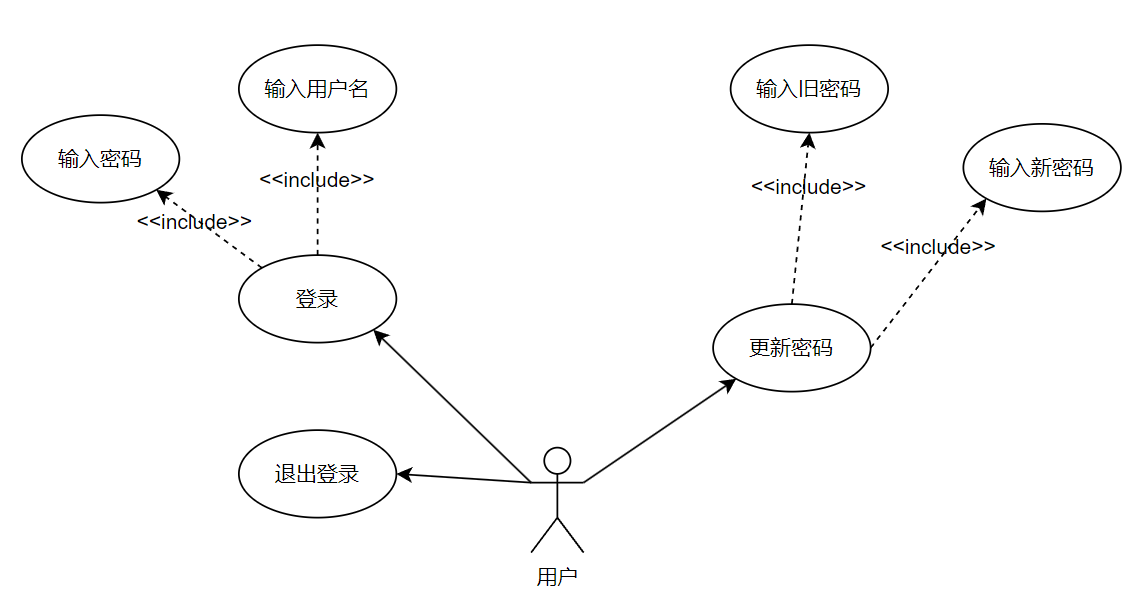 输入用户名
输入旧密码
输入密码
输入新密码
<<include>>
<<include>>
<<include>>
<<include>>
登录
更新密码
退出登录
用户